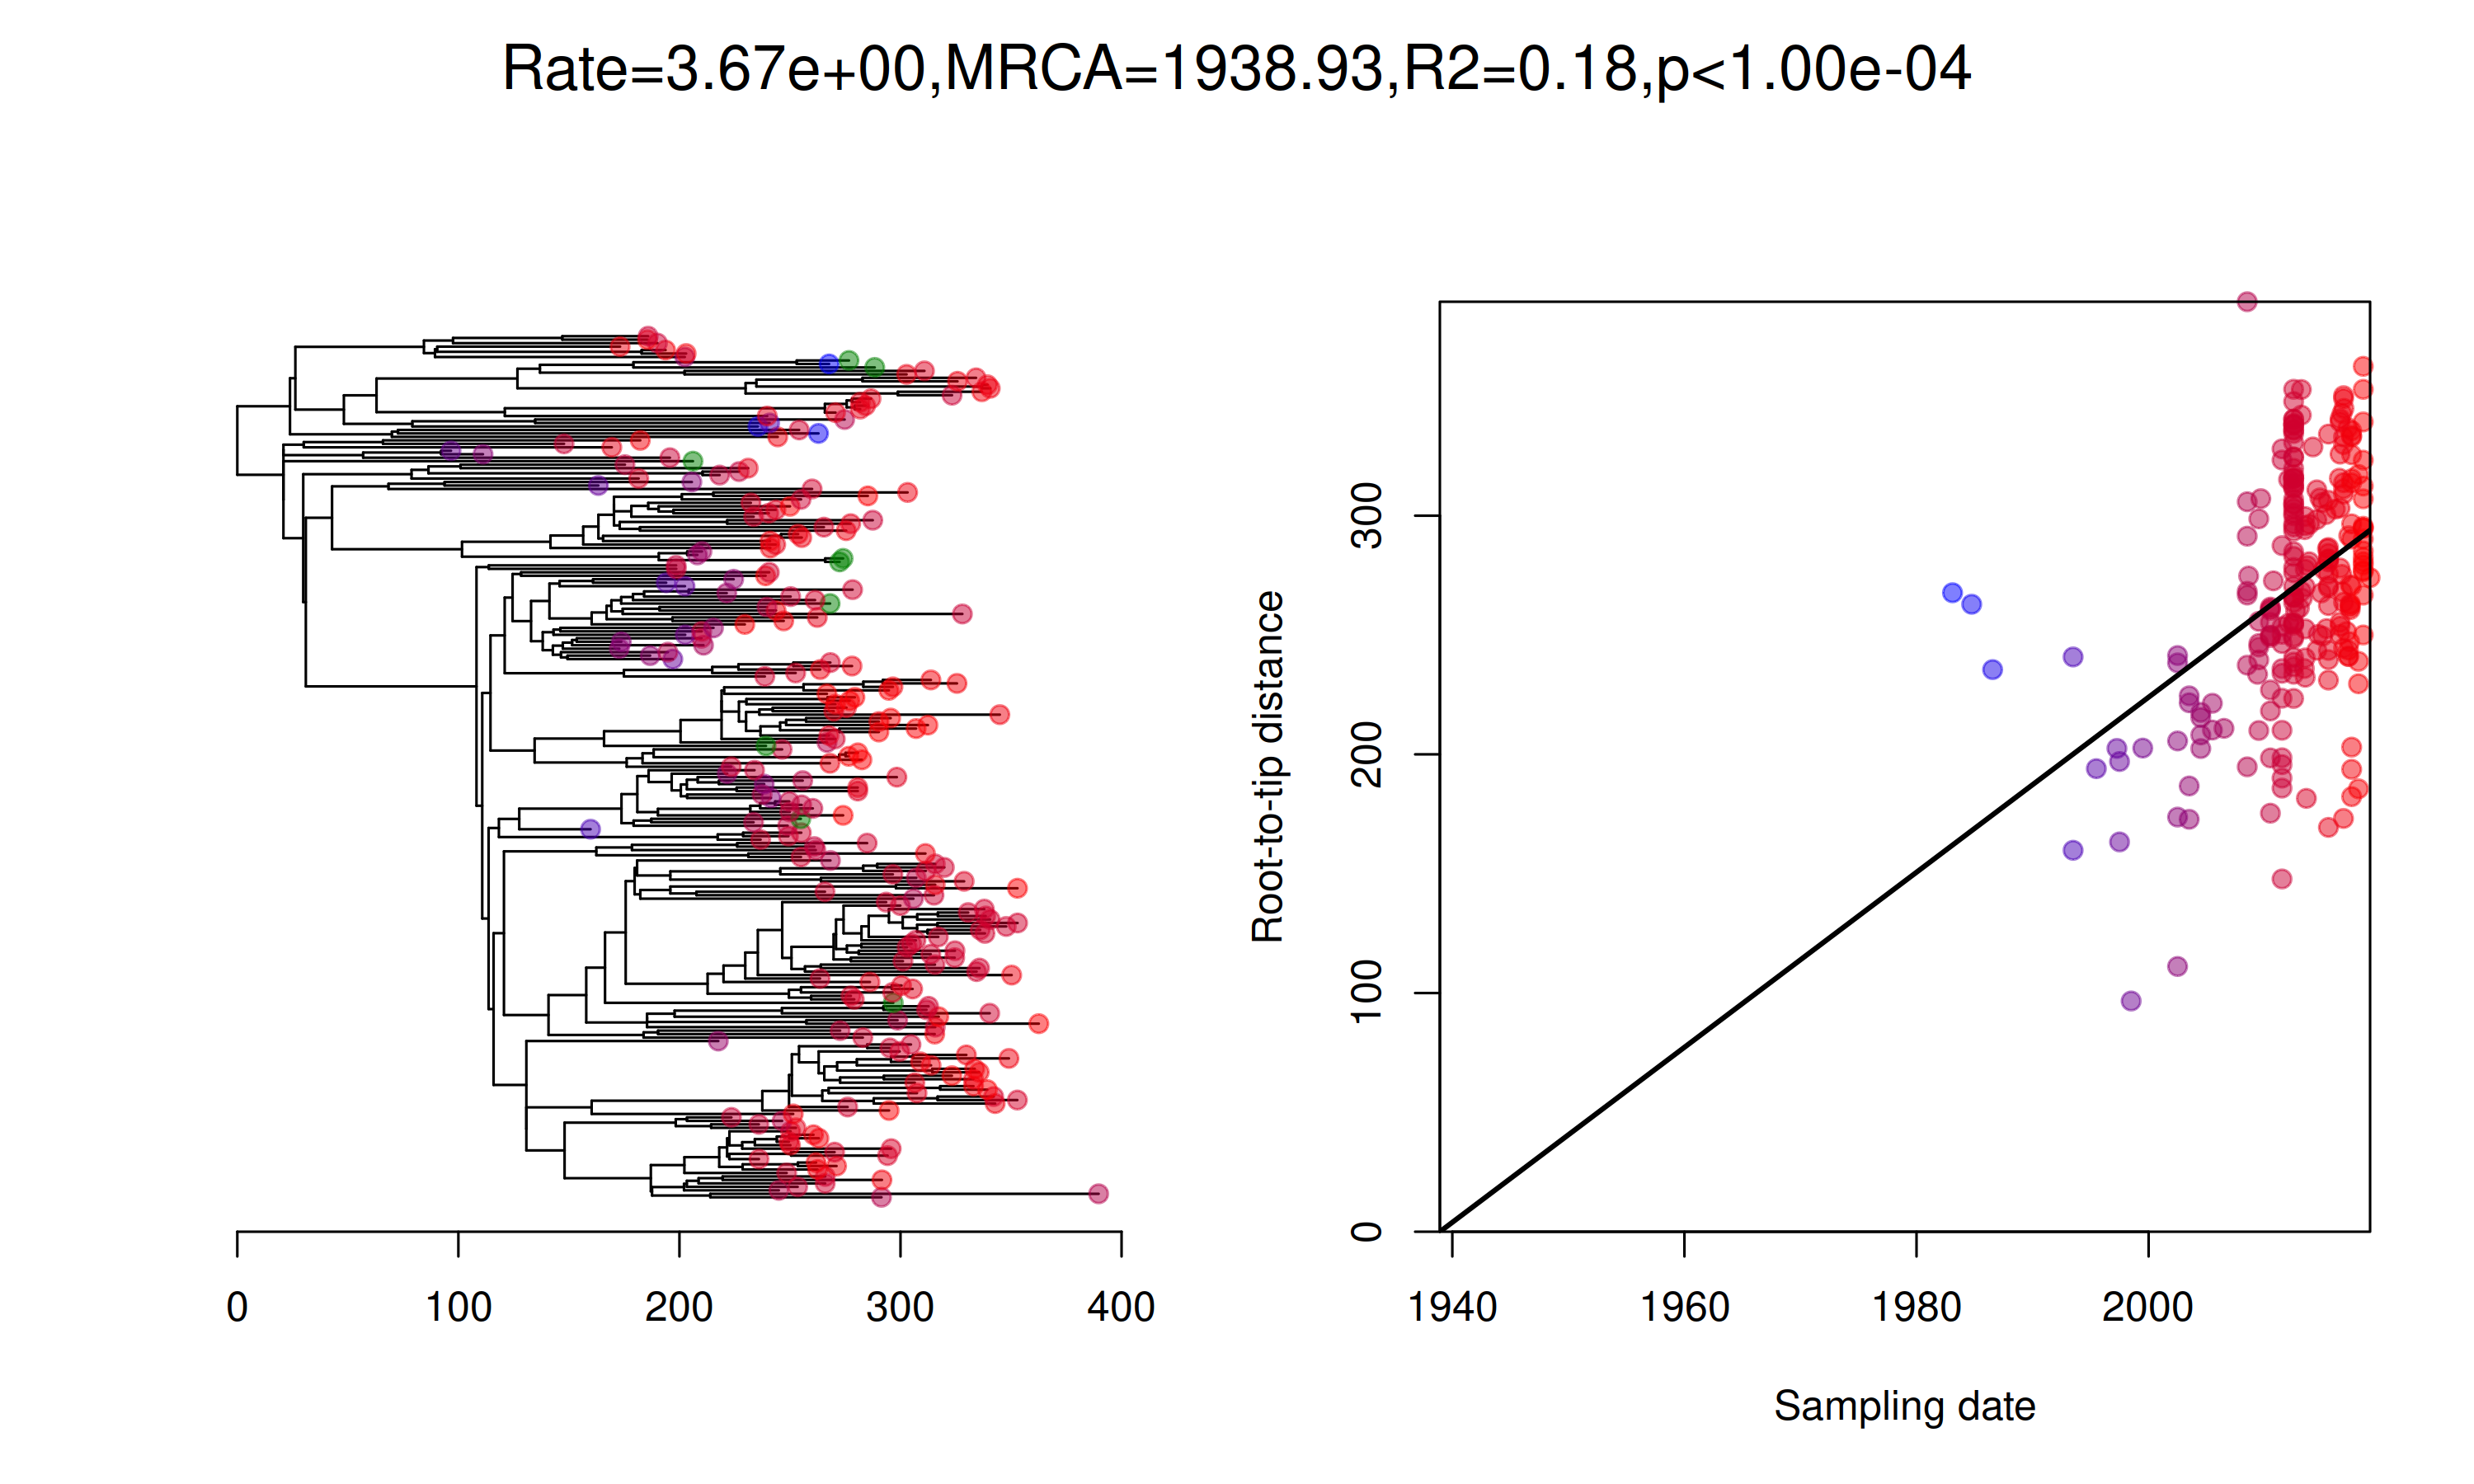 Rate=3.67e+00,MRCA=1938.93,R2=0.18,p<1.00e-04
0 100 200 300 400
Root-to-tip distance
0 100 200 300
1940 1960 1980 2000
Sampling date